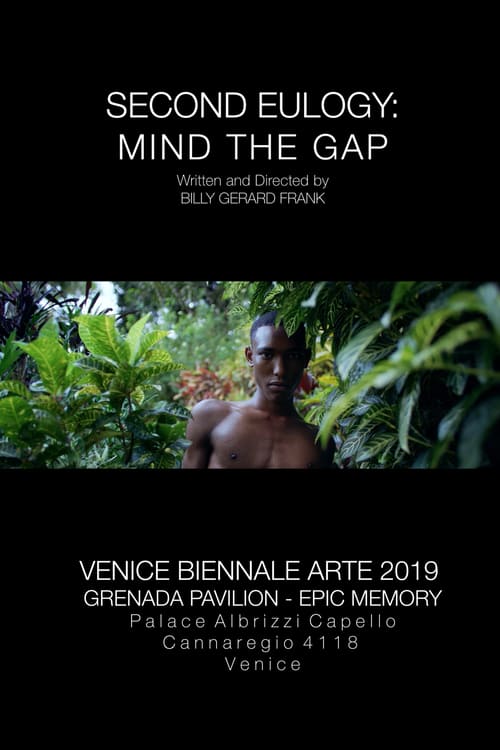 SECOND EULOGY:
MIND THE GAP
Written and Directed by
BILLY GERARD FRANK
VENICE BIENNALE ARTE 2019
GRENADA PAVILION - EPIC MEMORY
Palace Albrizzi Capello
Cannaregio 4118
Venice